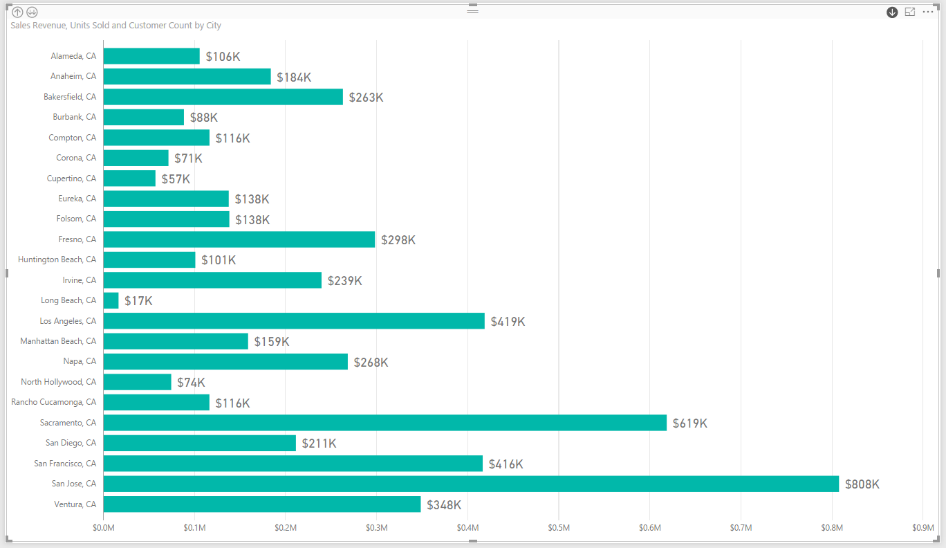 Sales Revenue, Units Sold and Customer Count by City
Alameda, CA $106K
Anaheim, CA $184K
Bakersfield, CA $263K
Burbank, CA $88K
Compton, CA $116K
Corona, CA $71K
Cupertino, CA $57K
Eureka, CA $138K
Folsom, CA $138K
Fresno, CA $298K
Huntington Beach, CA $101K
Irvine, CA $239K
Long Beach, CA $17K
Los Angeles, CA $419K
Manhattan Beach, CA $159K
Napa, CA $268K
North Hollywood, CA $74K
Rancho Cucamonga, CA $116K
Sacramento, CA $619K
San Diego, CA $211K
San Francisco, CA $416K
San Jose, CA $808K
Ventura, CA $348K
$0.0M $0.1M $0.2M $0.3M $0.4M $0.5M $0.6M $0.7M $0.8M $0.9M